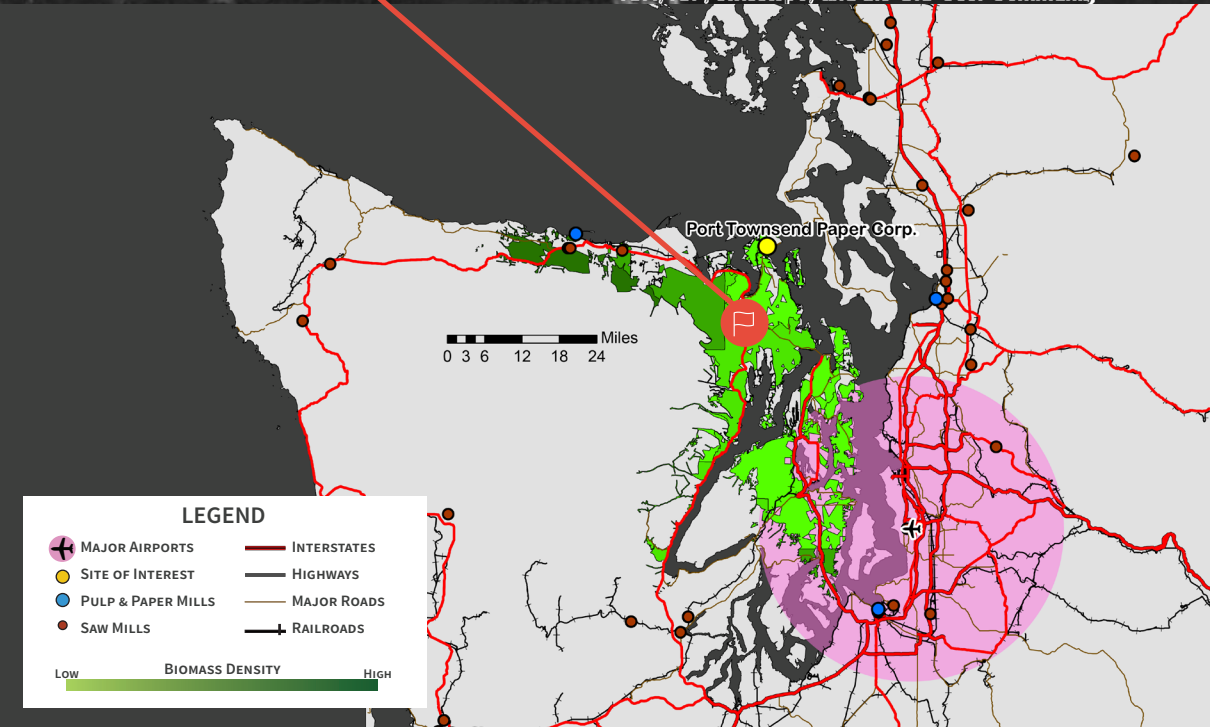 Port Townsend Paper Corp.
Miles
0 3 6 12 18 24
LEGEND
MAJOR AIRPORTS
INTERSTATES
SITE OF INTEREST
HIGHWAYS
PULP & PAPER MILLS
MAJOR ROADS
SAW MILLS
RAILROADS
LOW
BIOMASS DENSITY
HIGH